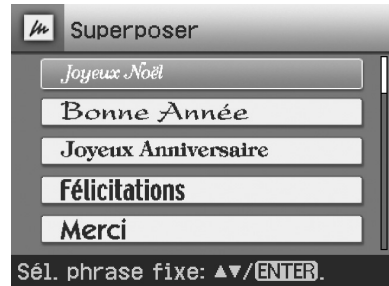 Superposer
Joyeux Noël
Bonne Année
Joyeux Anniversaire
Félicitations
Merci
Sél. phrase fixe: ▲▼/ENTER.